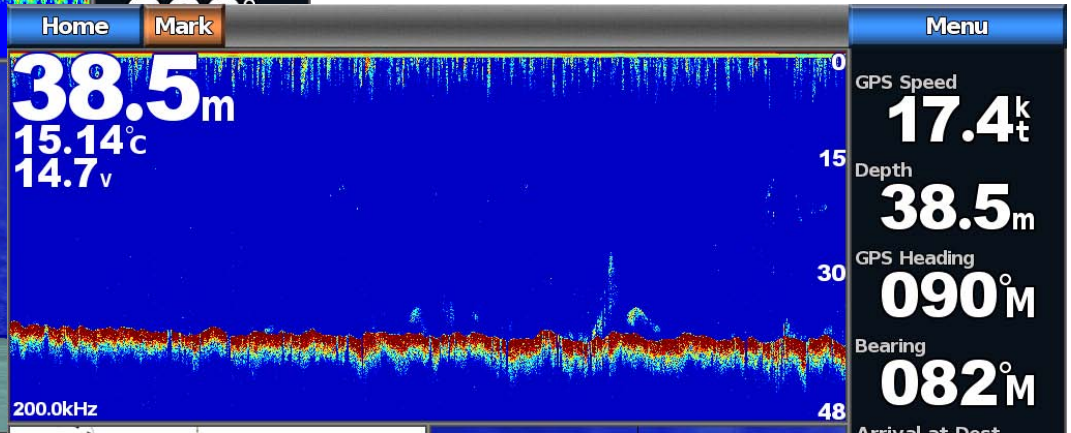 Home
Mark
Menu
38.5m
15.14°C
14.7v
0
15
30
48
200.0kHz
GPS Speed
17.4kt
Depth
38.5m
GPS Heading
090°M
Bearing
082°M
Arrival at Dest